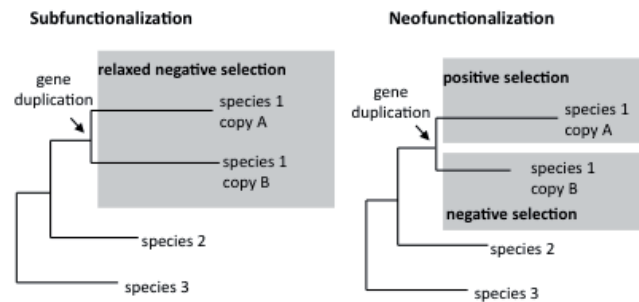 Subfunctionalization
relaxed negative selection
gene
duplication
species 1
copy A
species 1
copy B
species 2
species 3
Neofunctionalization
positive selection
gene
duplication
species 1
copy A
species 1
copy B
negative selection
species 2
species 3